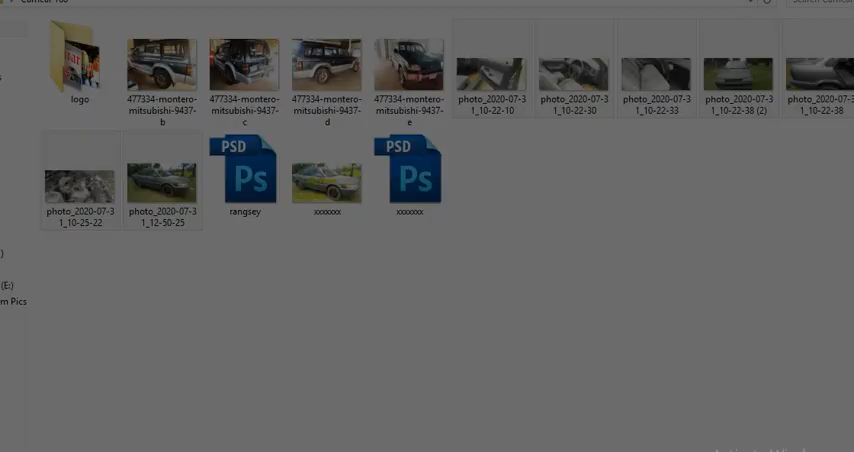 logo
477334-montero-
mitsubishi-9437-
b
477334-montero-
mitsubishi-9437-
c
477334-montero-
mitsubishi-9437-
d
477334-montero-
mitsubishi-9437-
e
photo_2020-07-3
1_10-22-10
photo_2020-07-3
1_10-22-30
photo_2020-07-3
1_10-22-33
photo_2020-07-3
1_10-22-38 (2)
photo_2020-07-3
1_10-22-38
photo_2020-07-3
1_10-25-22
photo_2020-07-3
1_12-50-25
PSD
Ps
rangsey
xxxxxxx
PSD
Ps
xxxxxxx
(E:)
m Pics